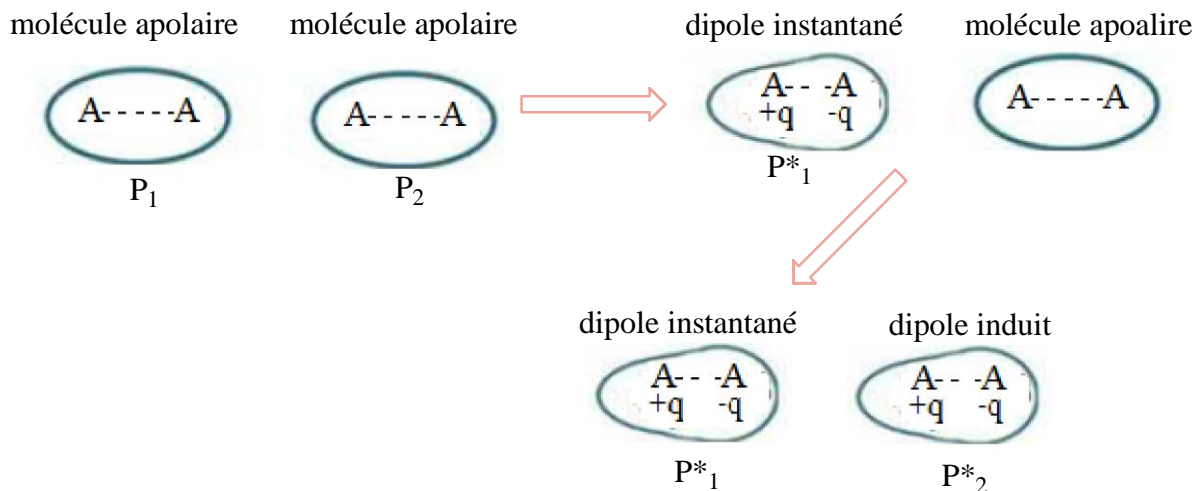 molécule apolaire molécule apolaire dipole instantané molécule apoalire
A-----A A-----A A-- -A A-----A
+q -q
P1 P2 P*1
dipole instantané dipole induit
A-- -A A-- -A
+q -q +q -q
P*1 P*2